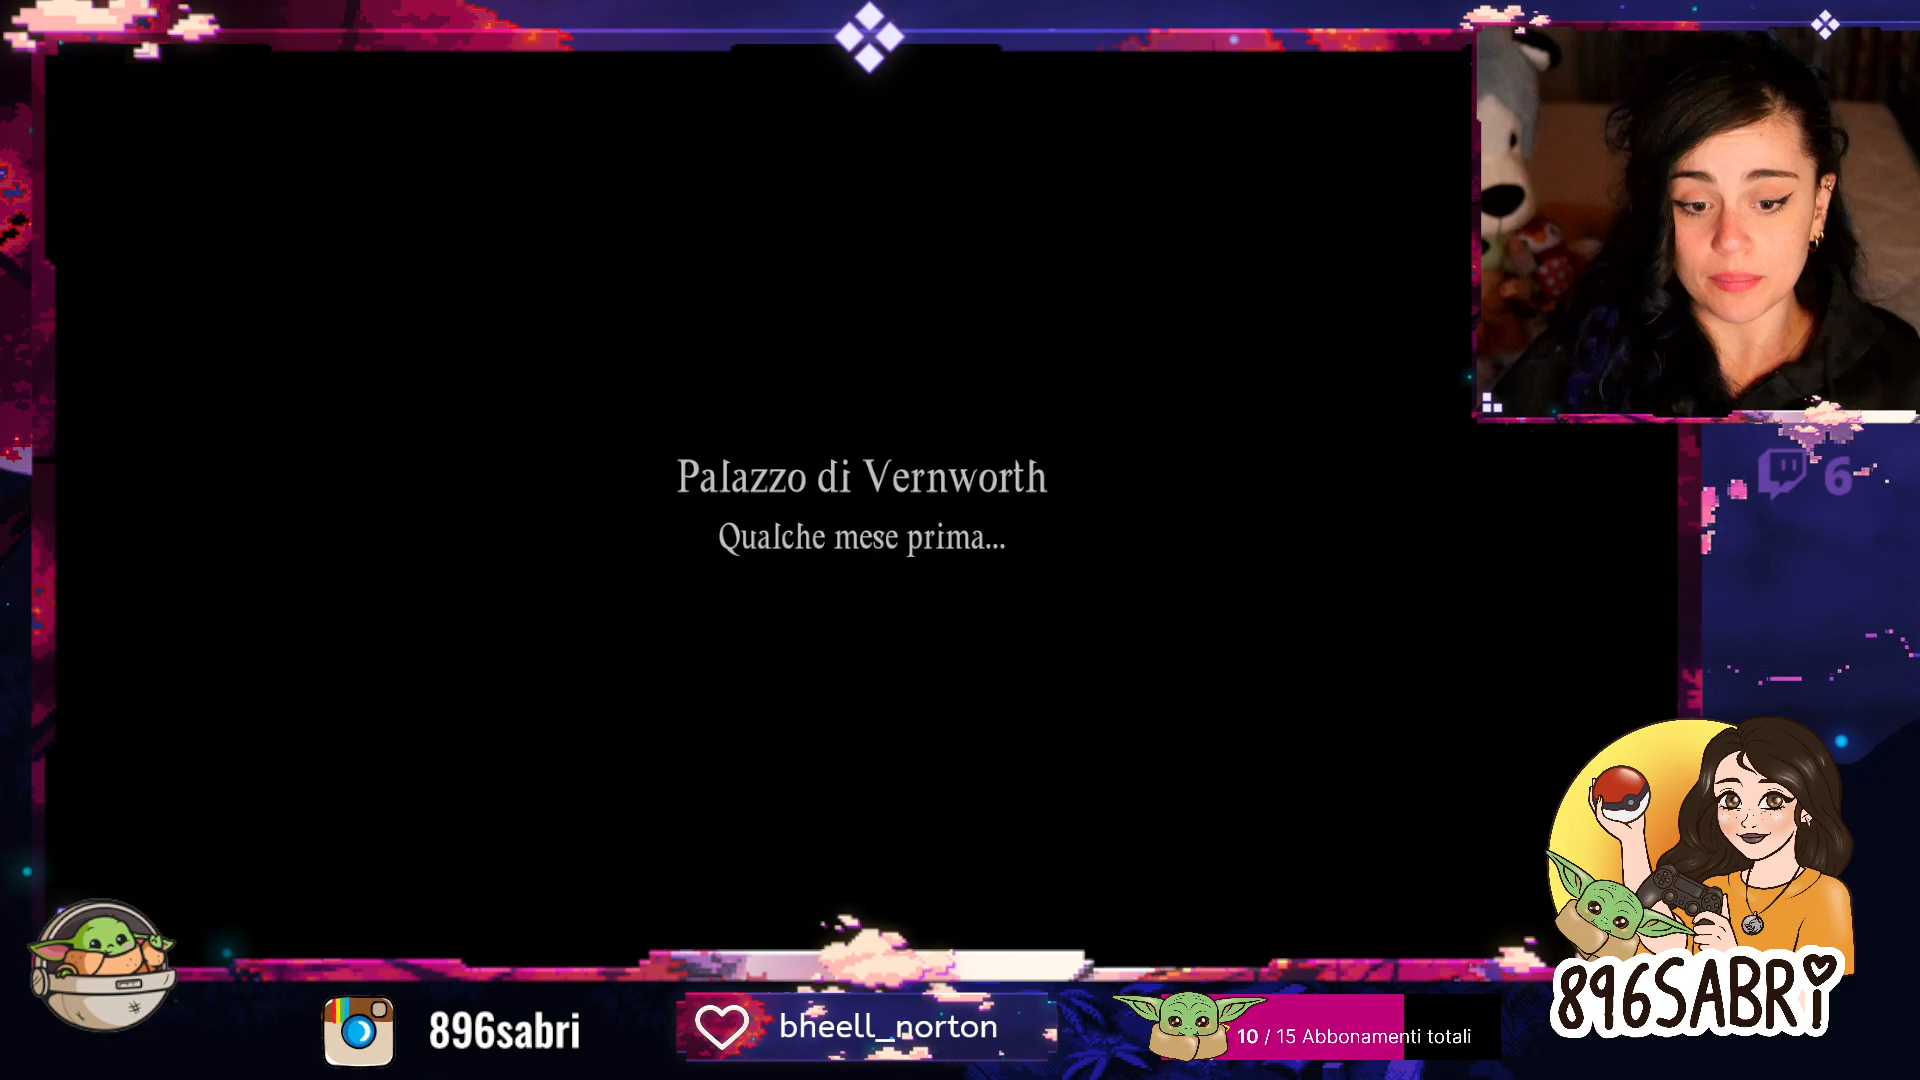 6
Palazzo di Vernworth
Qualche mese prima...
896SABRi
896sabri
bheell_norton
10 / 15 Abbonamenti totali